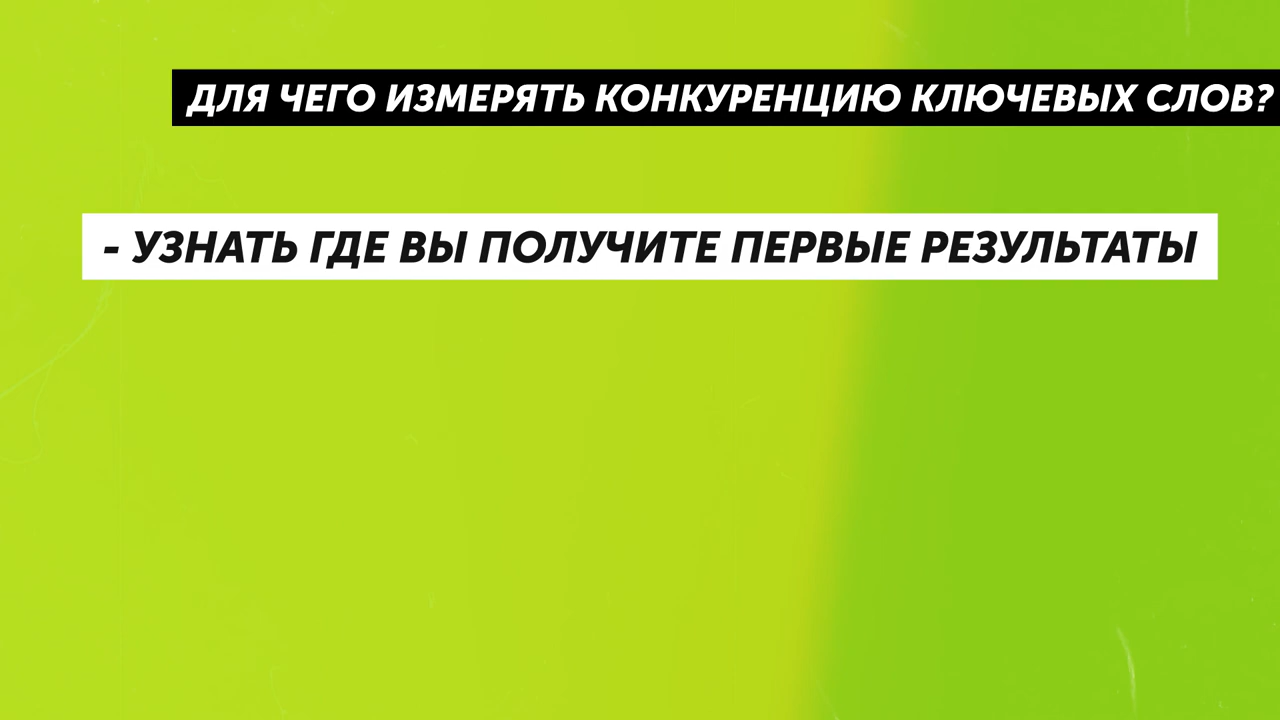 ДЛЯ ЧЕГО ИЗМЕРЯТЬ КОНКУРЕНЦИЮ КЛЮЧЕВЫХ СЛОВ?
- УЗНАТЬ ГДЕ ВЫ ПОЛУЧИТЕ ПЕРВЫЕ РЕЗУЛЬТАТЫ